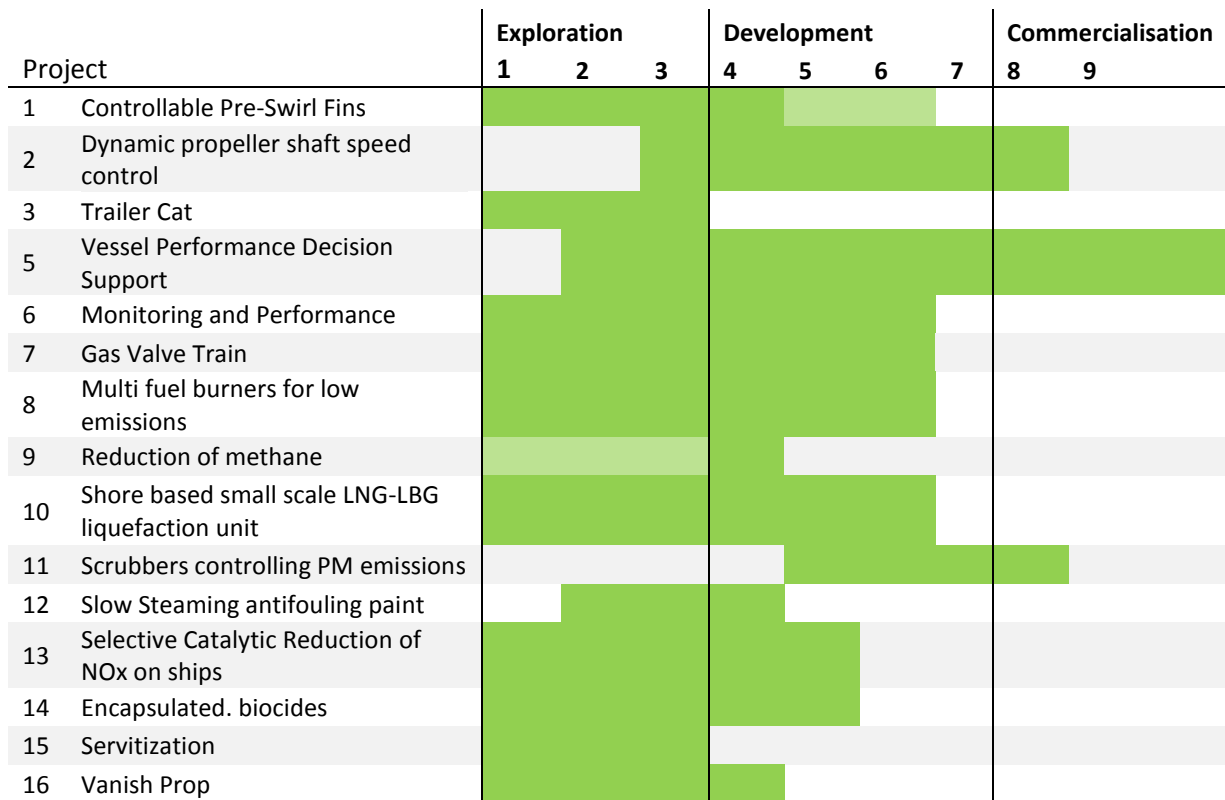 Exploration Development Commercialisation
Project 1 2 3 4 5 6 7 8 9
1 Controllable Pre-Swirl Fins
2 Dynamic propeller shaft speed
control
3 Trailer Cat
5 Vessel Performance Decision
Support
6 Monitoring and Performance
7 Gas Valve Train
8 Multi fuel burners for low
emissions
9 Reduction of methane
10 Shore based small scale LNG-LBG
liquefaction unit
11 Scrubbers controlling PM emissions
12 Slow Steaming antifouling paint
13 Selective Catalytic Reduction of
NOx on ships
14 Encapsulated. biocides
15 Servitization
16 Vanish Prop